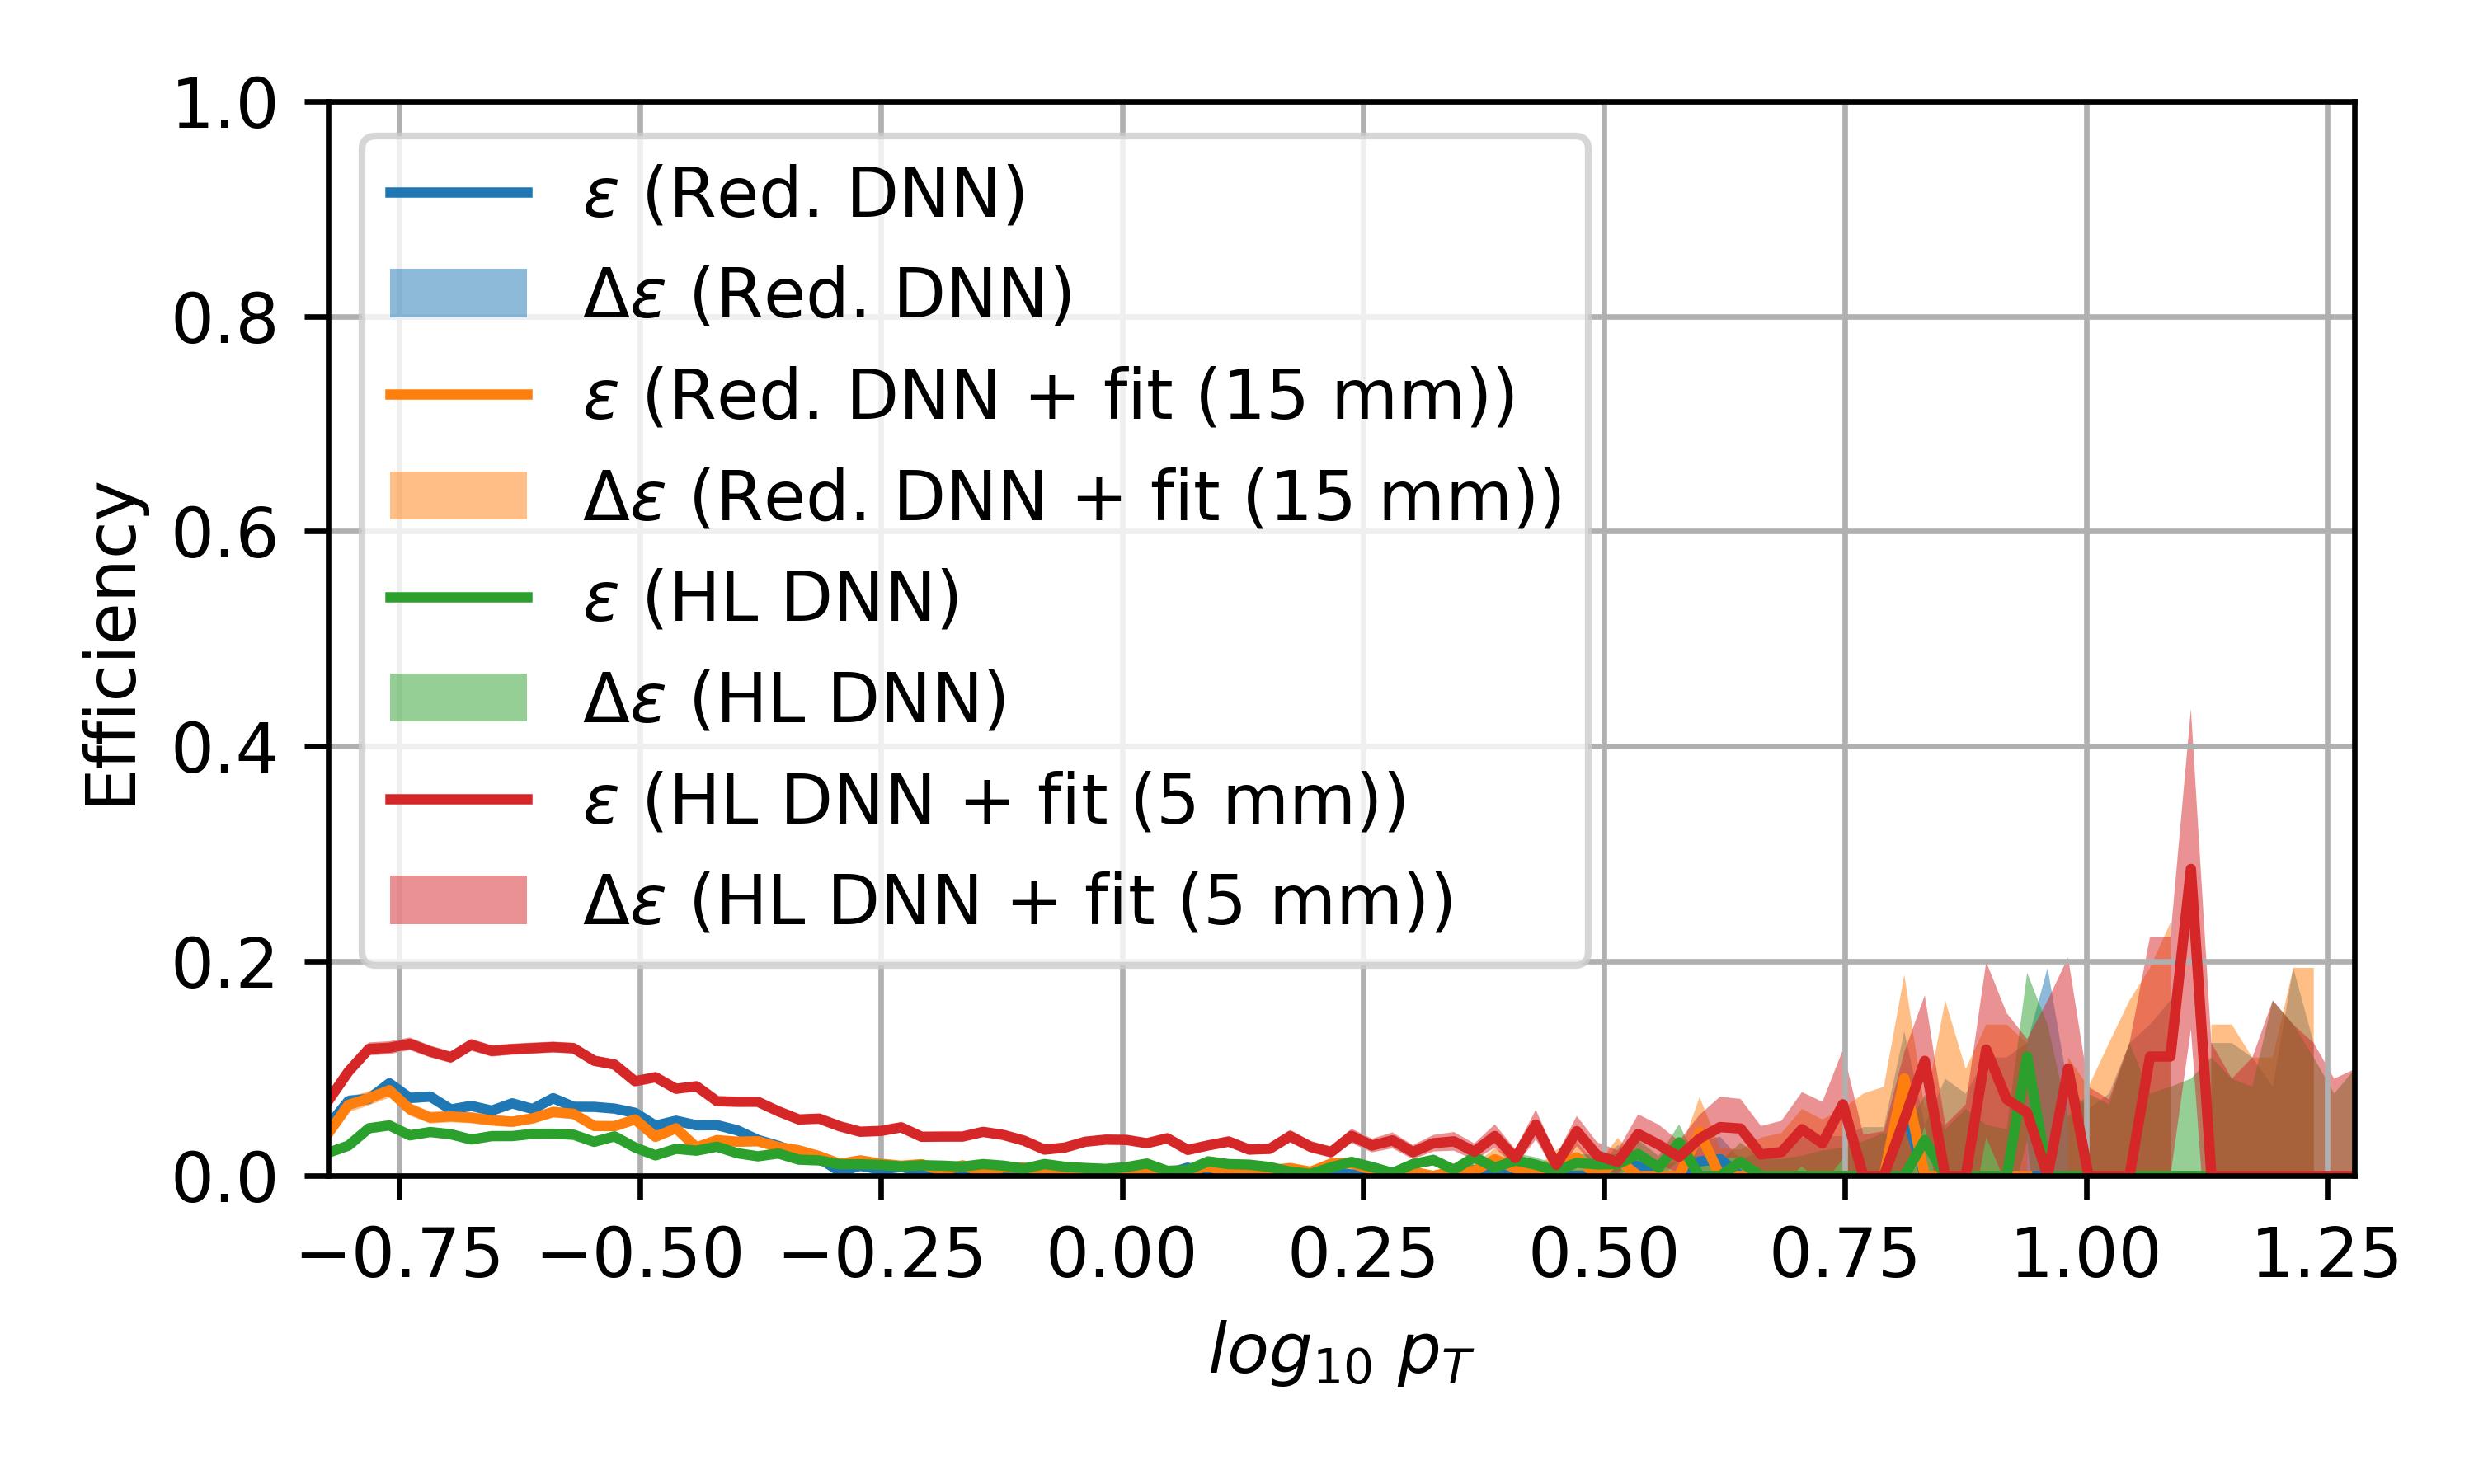 1.0
0.8
0.6
0.4
0.2
0.0
Efficiency
ε (Red. DNN)
Δε (Red. DNN)
ε (Red. DNN + fit (15 mm))
Δε (Red. DNN + fit (15 mm))
ε (HL DNN)
Δε (HL DNN)
ε (HL DNN + fit (5 mm))
Δε (HL DNN + fit (5 mm))
−0.75 −0.50 −0.25 0.00 0.25 0.50 0.75 1.00 1.25
log₁₀ p_T